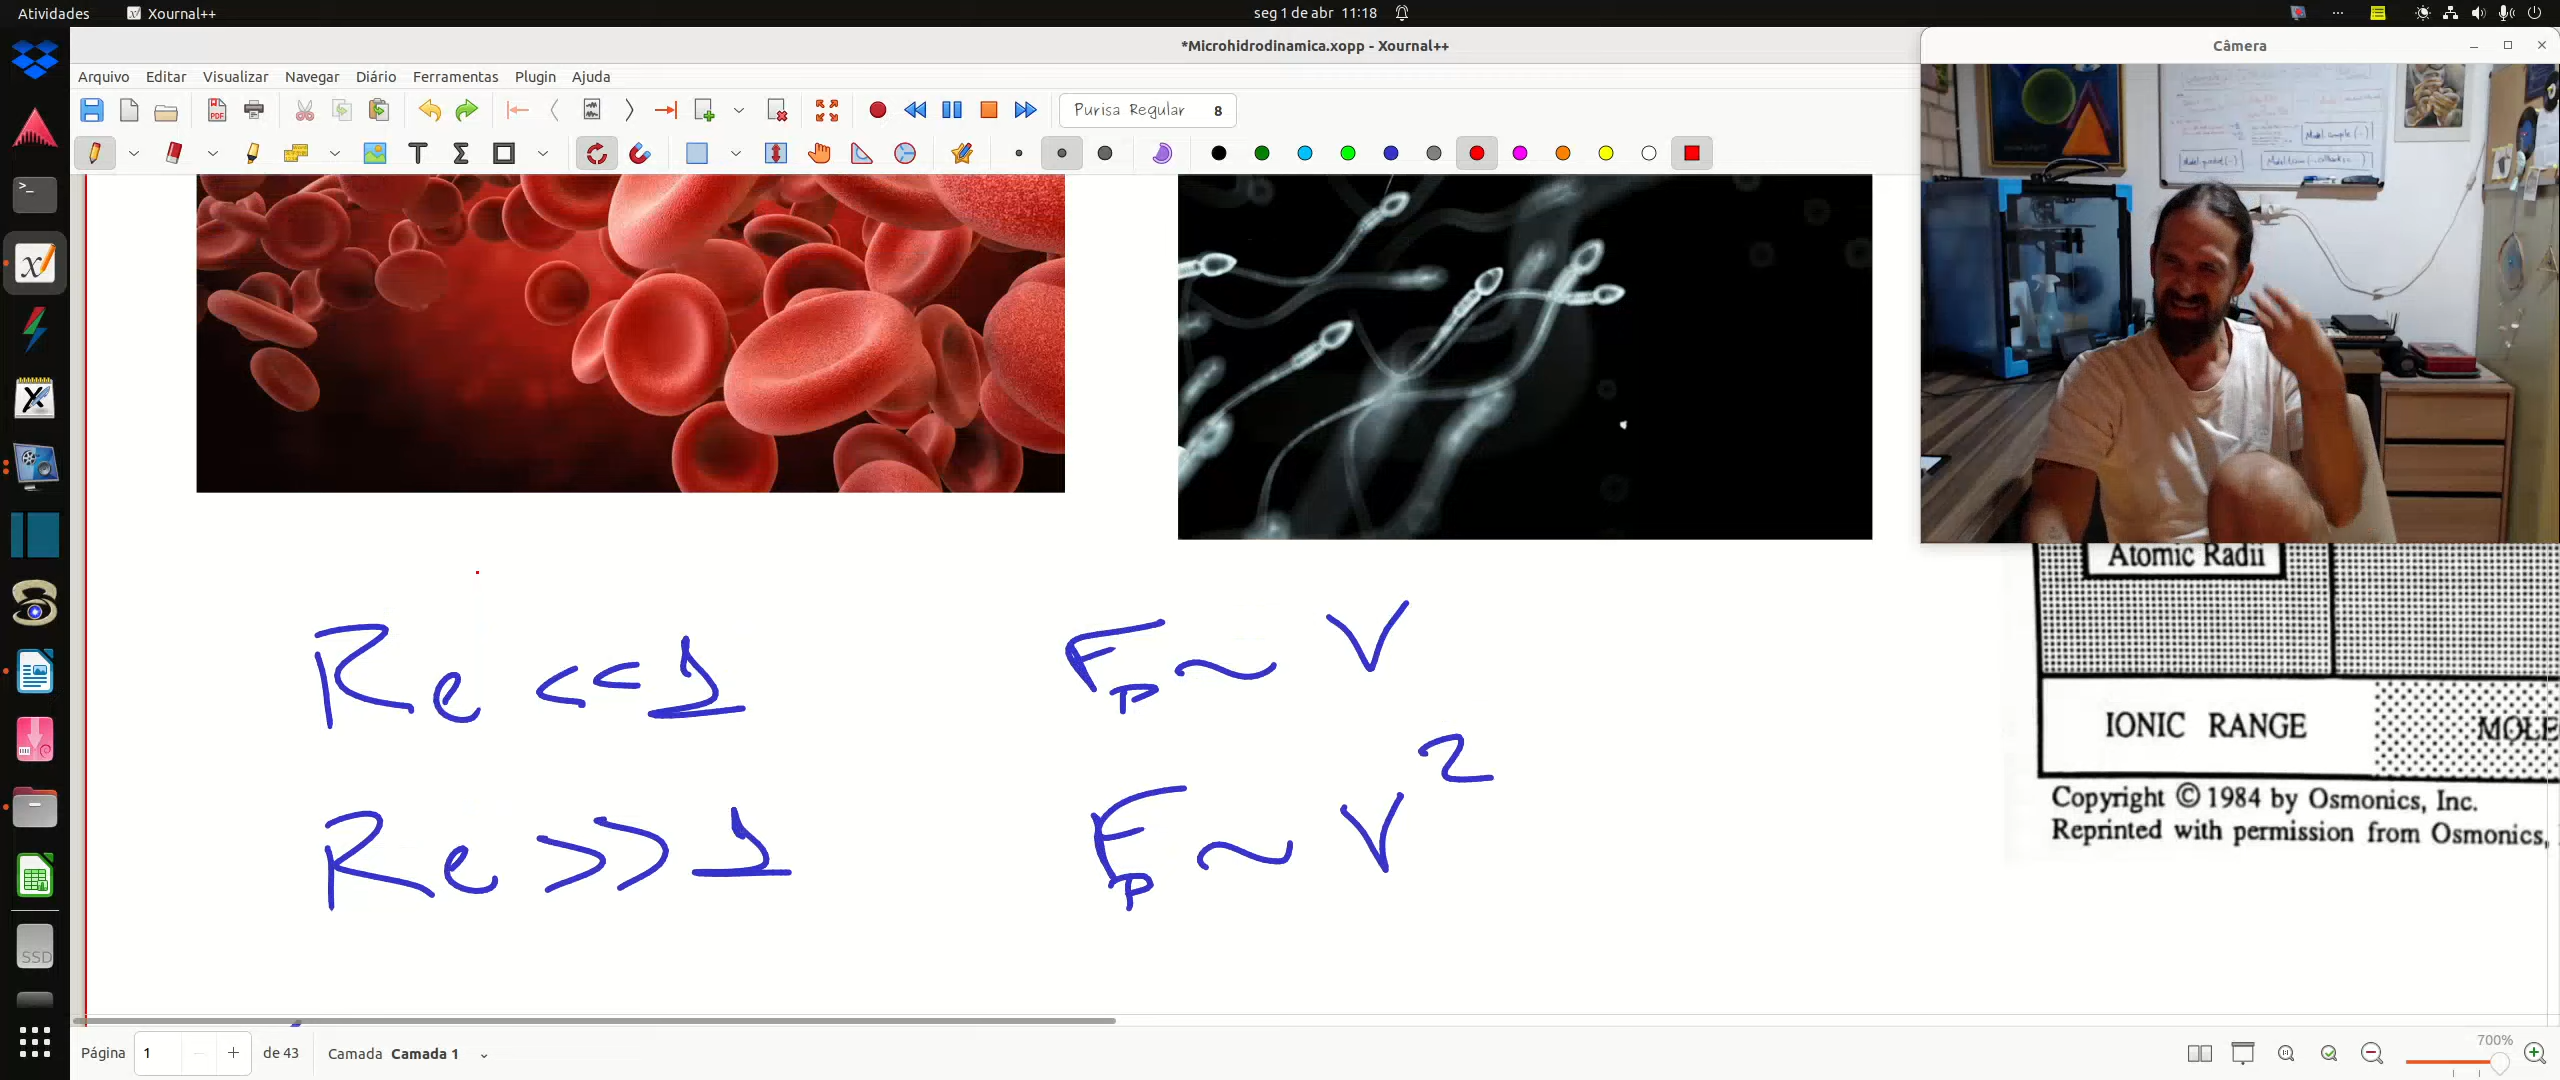 Atividades Xournal++ seg 1 de abr 11:18
*Microhidrodinamica.xopp - Xournal++
Câmera
Arquivo Editar Visualizar Navegar Diário Ferramentas Plugin Ajuda
PDF Purisa Regular 8
T Σ
Atomic Radii
Re <<1 Fp ~ V
IONIC RANGE MOLE
Re >>1 Fp ~ V²
Copyright © 1984 by Osmonics, Inc.
Reprinted with permission from Osmonics,
SSD
Página 1 de 43 Camada Camada 1 700%